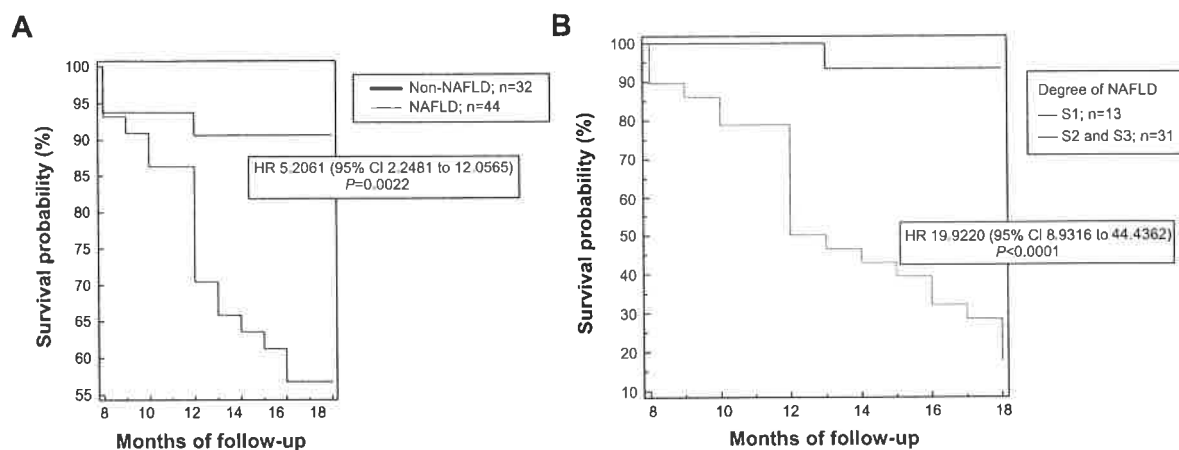 A
Survival probability (%)
100
95
90
85
80
75
70
65
60
55
8 10 12 14 16 18
Months of follow-up
Non-NAFLD; n=32
NAFLD; n=44
HR 5.2061 (95% CI 2.2481 to 12.0565)
P=0.0022
B
Survival probability (%)
100
90
80
70
60
50
40
30
20
10
8 10 12 14 16 18
Months of follow-up
Degree of NAFLD
S1; n=13
S2 and S3; n=31
HR 19.9220 (95% CI 8.9316 to 44.4362)
P<0.0001